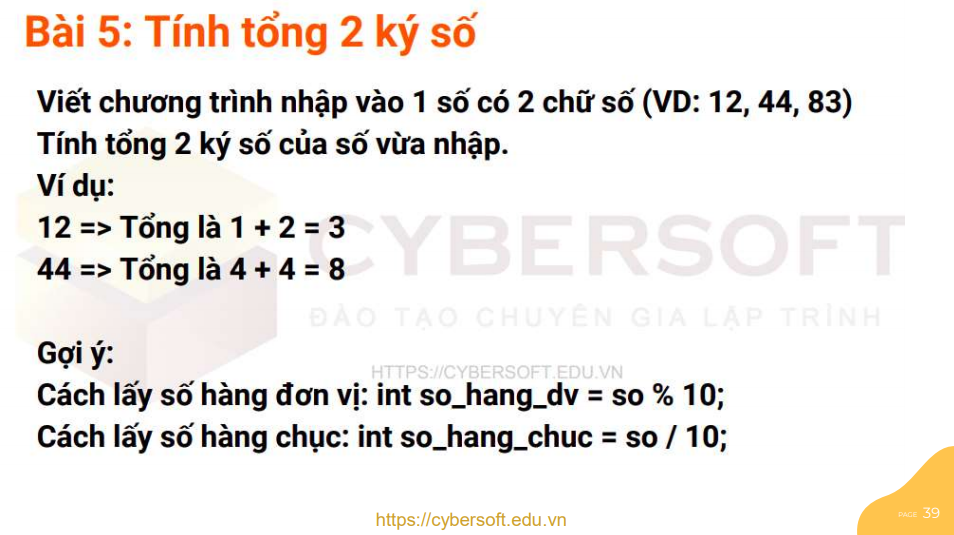 Bài 5: Tính tổng 2 ký số
Viết chương trình nhập vào 1 số có 2 chữ số (VD: 12, 44, 83)
Tính tổng 2 ký số của số vừa nhập.
Ví dụ:
12 => Tổng là 1 + 2 = 3
44 => Tổng là 4 + 4 = 8
CYBERSOFT
ĐÀO TẠO CHUYÊN GIA LẬP TRÌNH
Gợi ý:
HTTPS://CYBERSOFT.EDU.VN
Cách lấy số hàng đơn vị: int so_hang_dv = so % 10;
Cách lấy số hàng chục: int so_hang_chuc = so / 10;
https://cybersoft.edu.vn
PAGE 39